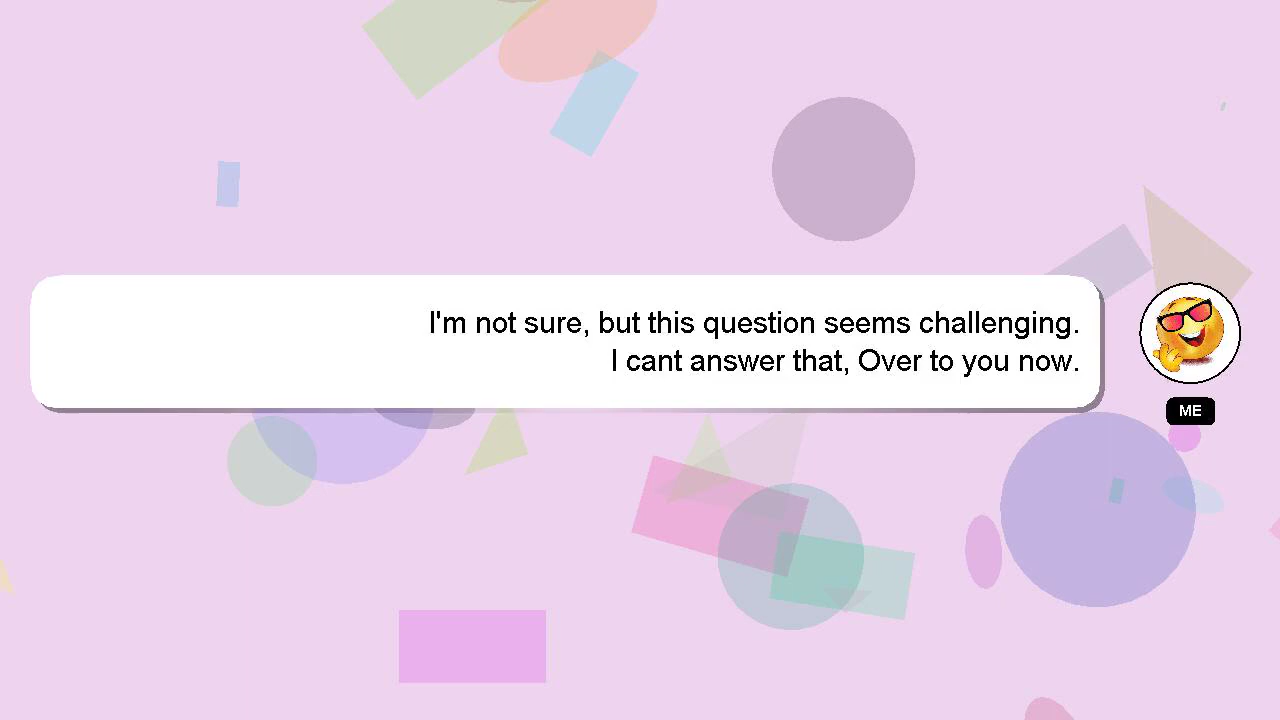 I'm not sure, but this question seems challenging.
I cant answer that, Over to you now.
ME